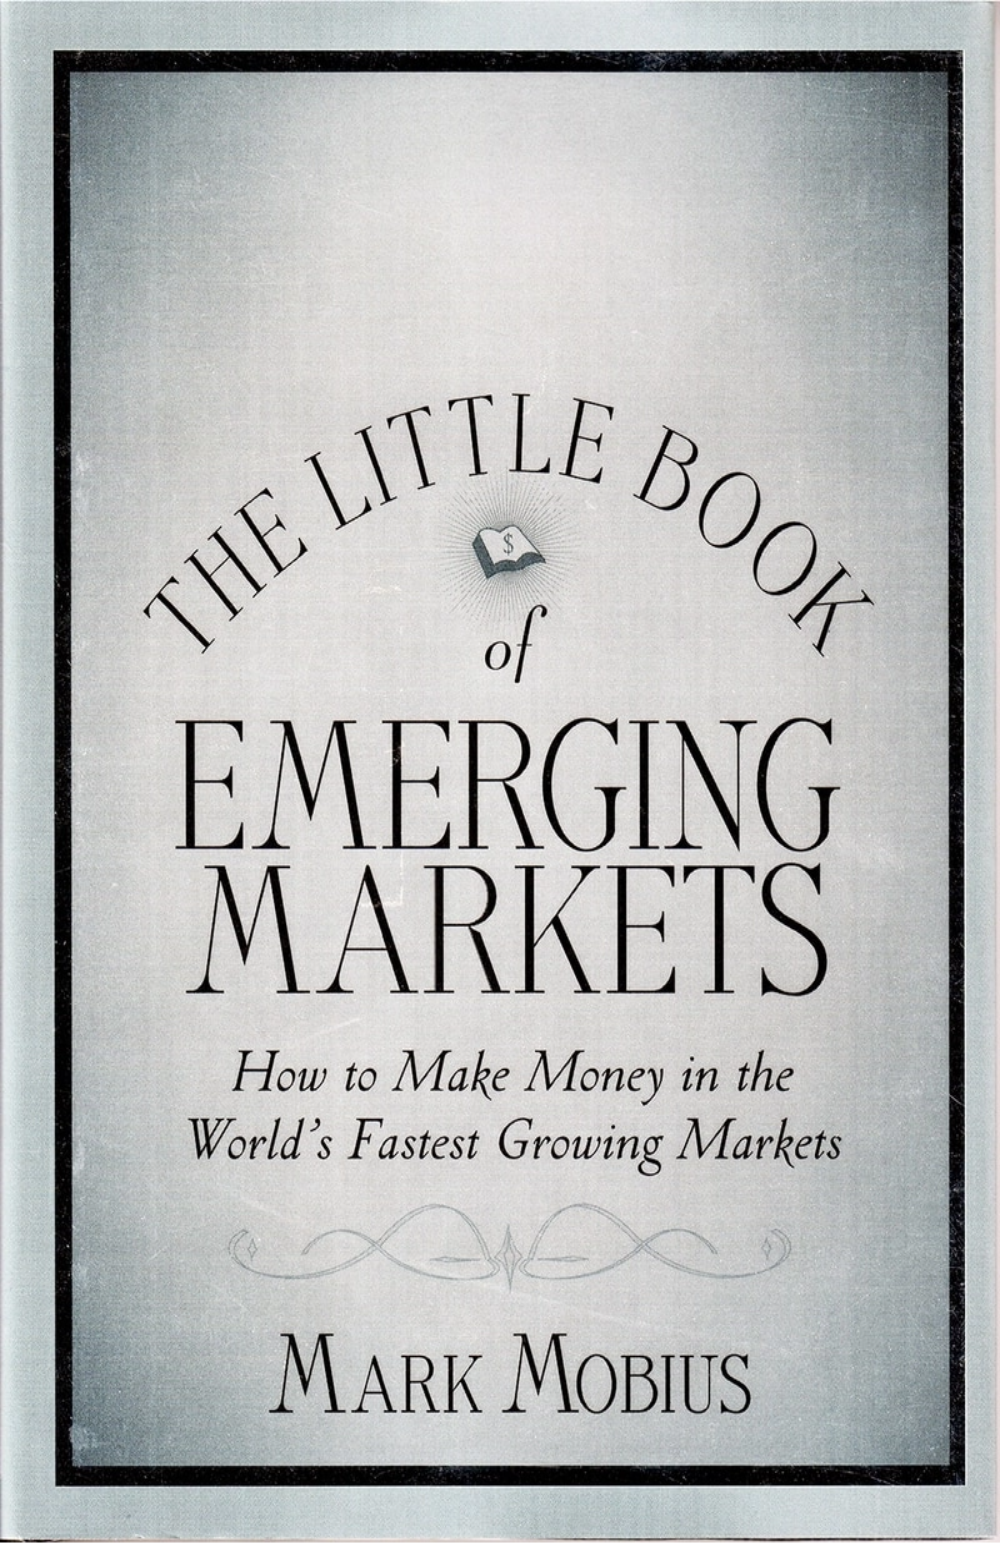 THE LITTLE BOOK
$
of
EMERGING
MARKETS
How to Make Money in the
World's Fastest Growing Markets
MARK MOBIUS